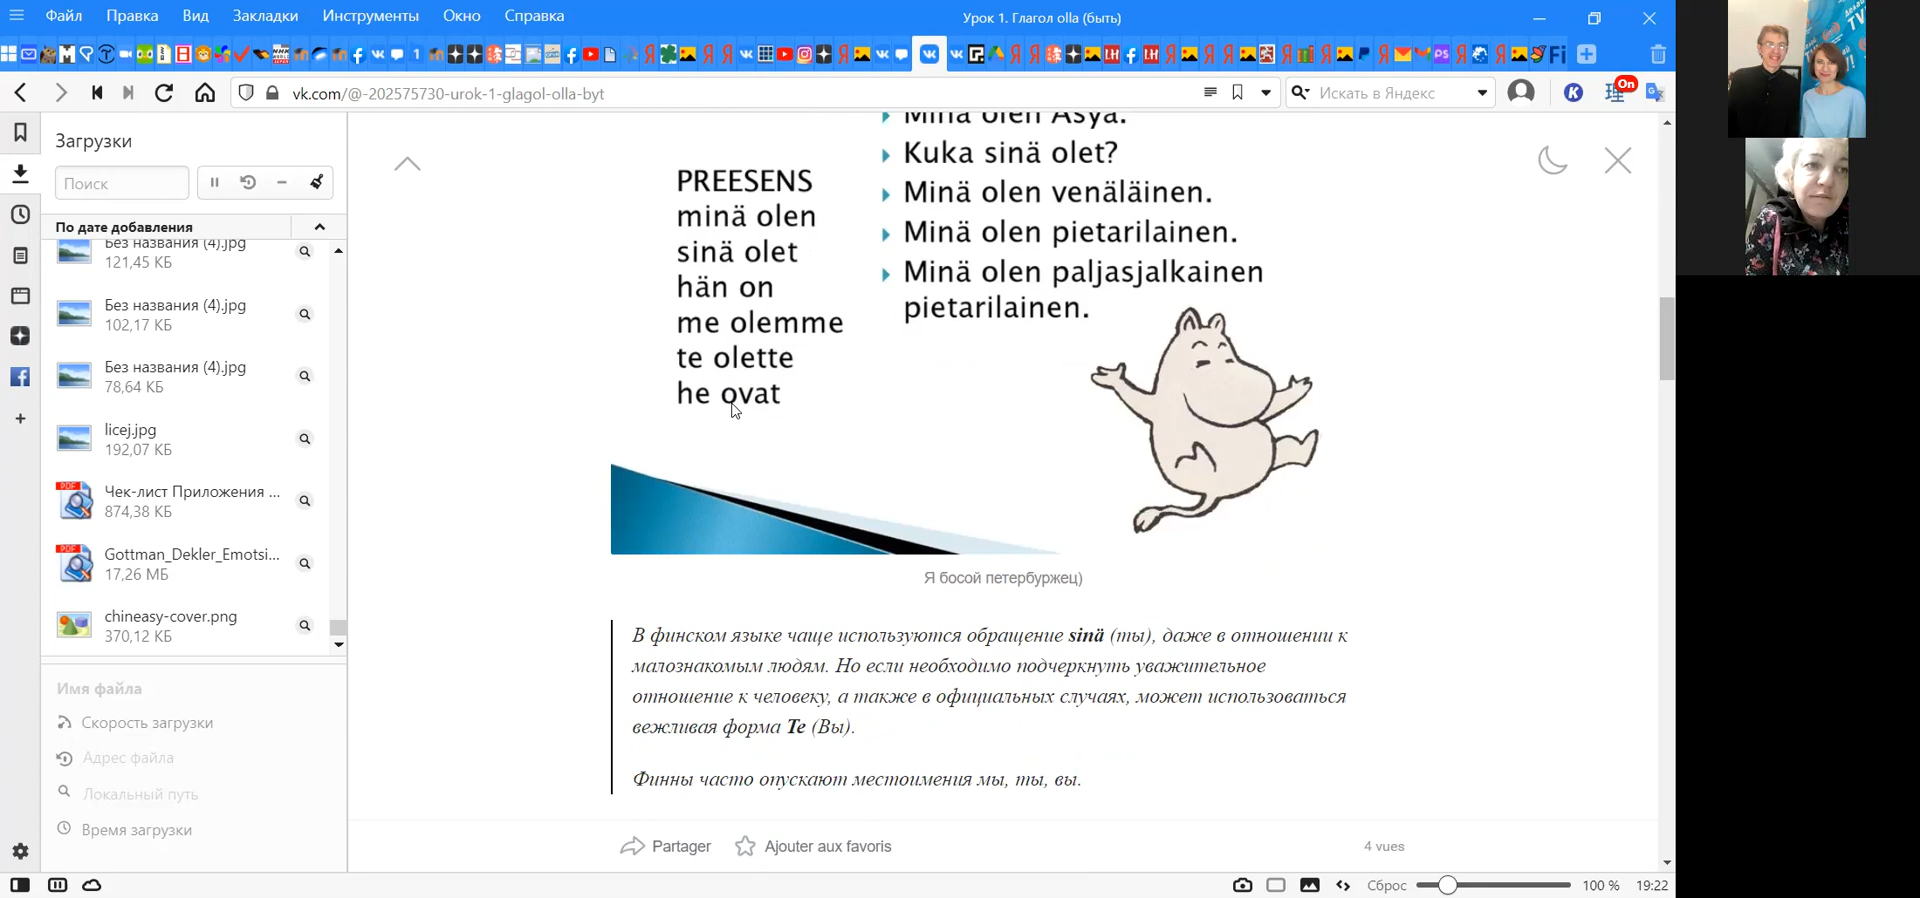 Файл Правка Вид Закладки Инструменты Окно Справка
Урок 1. Глагол olla (быть)
vk.com/@-202575730-urok-1-glagol-olla-byt
Искать в Яндекс
On
Загрузки
Поиск
По дате добавления
Без названия (4).jpg
121,45 КБ
Без названия (4).jpg
102,17 КБ
Без названия (4).jpg
78,64 КБ
licej.jpg
192,07 КБ
Чек-лист Приложения ...
874,38 КБ
Gottman_Dekler_Emotsi...
17,26 МБ
chineasy-cover.png
370,12 КБ
Имя файла
Скорость загрузки
Адрес файла
Локальный путь
Время загрузки
PREESENS
minä olen
sinä olet
hän on
me olemme
te olette
he ovat
Minä olen Asya.
Kuka sinä olet?
Minä olen venäläinen.
Minä olen pietarilainen.
Minä olen paljasjalkainen
pietarilainen.
Я босой петербуржец)
В финском языке чаще используются обращение sinä (ты), даже в отношении к
малознакомым людям. Но если необходимо подчеркнуть уважительное
отношение к человеку, а также в официальных случаях, может использоваться
вежливая форма Te (Вы).
Финны часто опускают местоимения мы, ты, вы.
Partager
Ajouter aux favoris
4 vues
Сброс
100 %
19:22